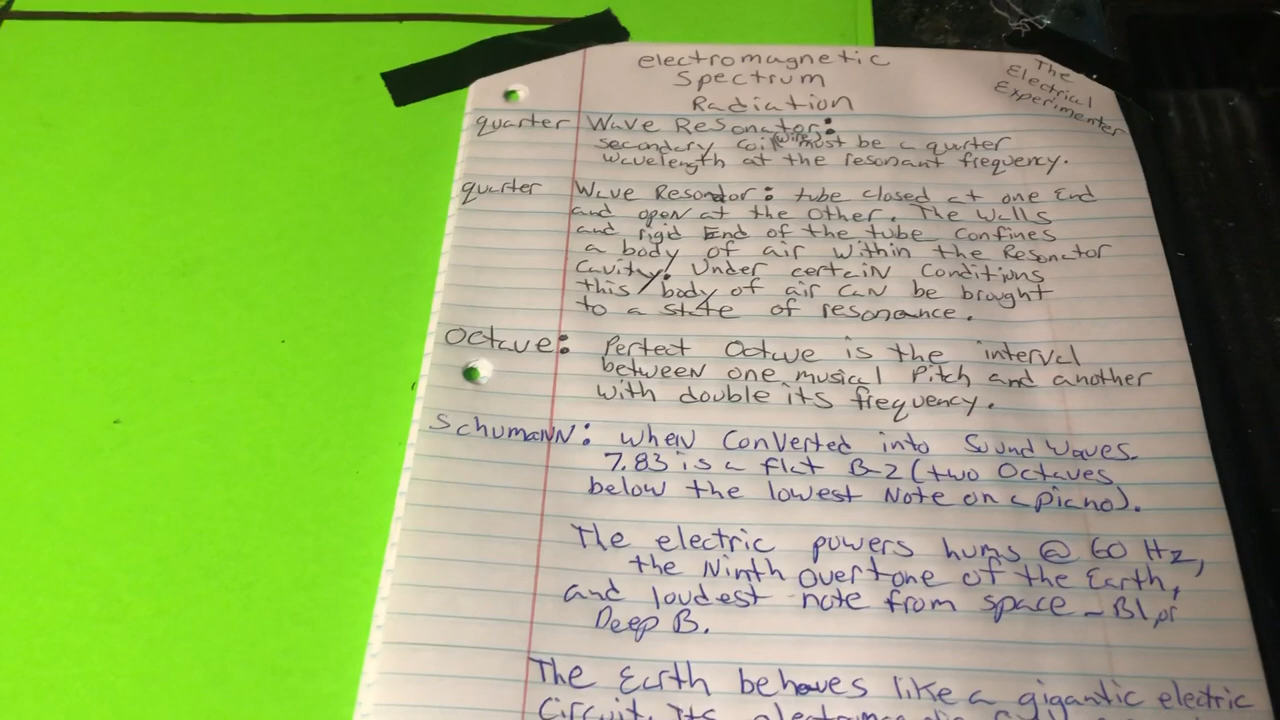 electromagnetic
Spectrum
Radiation
The
Electrical
Experimenter
quarter Wave Resonator:
secondary coil (wire) must be a qurter
wavelength at the resonant frequency.
quarter Wave Resontor: tube closed at one End
and open at the other. The Walls
and rigid End of the tube confines
a body of air within the Resonator
cavity. Under certain conditions
this body of air can be brought
to a state of resonance.
Octave: Perfect Octave is the interval
between one musical Pitch and another
with double its frequency.
Schumann: when Converted into Sound Waves.
7.83 is a flat B-2 (two Octaves
below the lowest Note on a piano).
The electric powers hums @ 60 Hz,
the Ninth overtone of the Earth,
and loudest note from space - B1, or
Deep B.
The Earth behaves like a gigantic electric
Circuit. Its